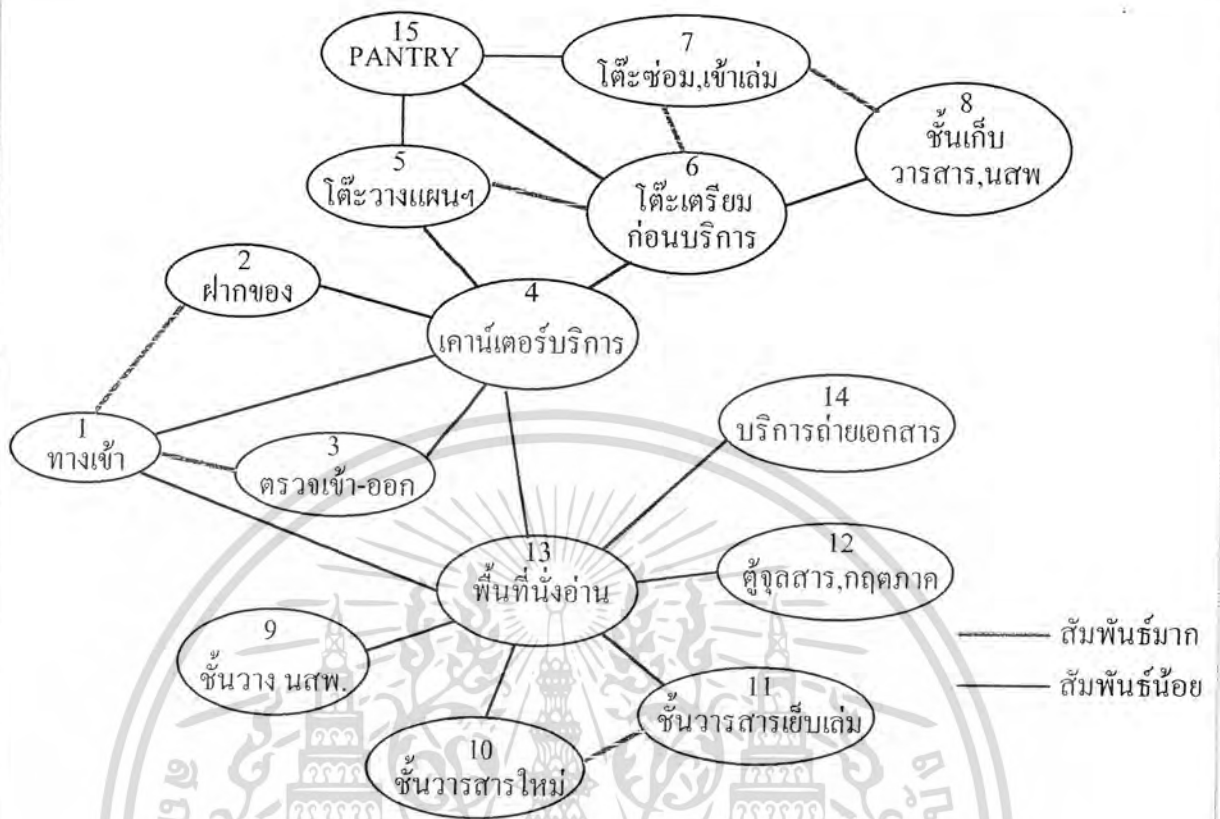 15
PANTRY
7
โต๊ะซ่อม,เข้าเล่ม
8
ชั้นเก็บ
วารสาร,นสพ
5
โต๊ะวางแผนฯ
6
โต๊ะเตรียม
ก่อนบริการ
2
ฝากของ
4
เคาน์เตอร์บริการ
1
ทางเข้า
3
ตรวจเข้า-ออก
14
บริการถ่ายเอกสาร
13
พื้นที่นั่งอ่าน
12
ตู้จุลสาร,กฤตภาค
9
ชั้นวาง นสพ.
11
ชั้นวารสารเย็บเล่ม
10
ชั้นวารสารใหม่
สัมพันธ์มาก
สัมพันธ์น้อย